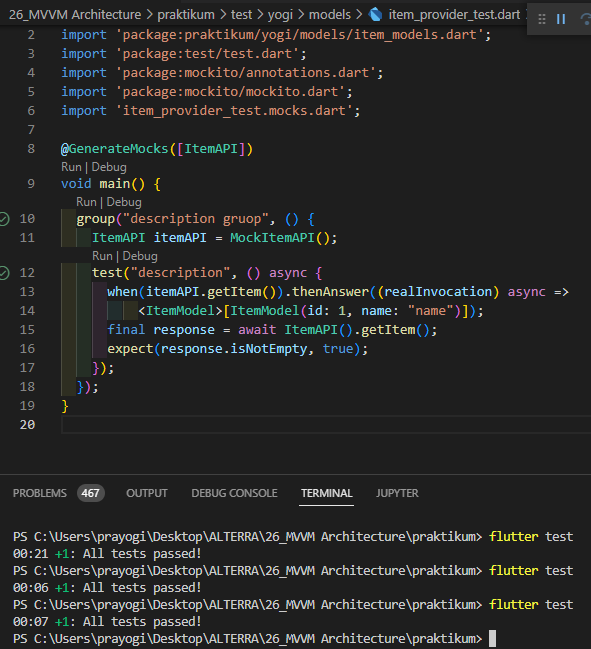 26_MVVM Architecture > praktikum > test > yogi > models > item_provider_test.dart
2 import 'package:praktikum/yogi/models/item_models.dart';
3 import 'package:test/test.dart';
4 import 'package:mockito/annotations.dart';
5 import 'package:mockito/mockito.dart';
6 import 'item_provider_test.mocks.dart';
7
8 @GenerateMocks([ItemAPI])
Run | Debug
9 void main() {
Run | Debug
10 group("description gruop", () {
11 ItemAPI itemAPI = MockItemAPI();
Run | Debug
12 test("description", () async {
13 when(itemAPI.getItem()).thenAnswer((realInvocation) async =>
14 <ItemModel>[ItemModel(id: 1, name: "name")]);
15 final response = await ItemAPI().getItem();
16 expect(response.isNotEmpty, true);
17 });
18 });
19 }
20
PROBLEMS 467 OUTPUT DEBUG CONSOLE TERMINAL JUPYTER
PS C:\Users\prayogi\Desktop\ALTERRA\26_MVVM Architecture\praktikum> flutter test
00:21 +1: All tests passed!
PS C:\Users\prayogi\Desktop\ALTERRA\26_MVVM Architecture\praktikum> flutter test
00:06 +1: All tests passed!
PS C:\Users\prayogi\Desktop\ALTERRA\26_MVVM Architecture\praktikum> flutter test
00:07 +1: All tests passed!
PS C:\Users\prayogi\Desktop\ALTERRA\26_MVVM Architecture\praktikum>